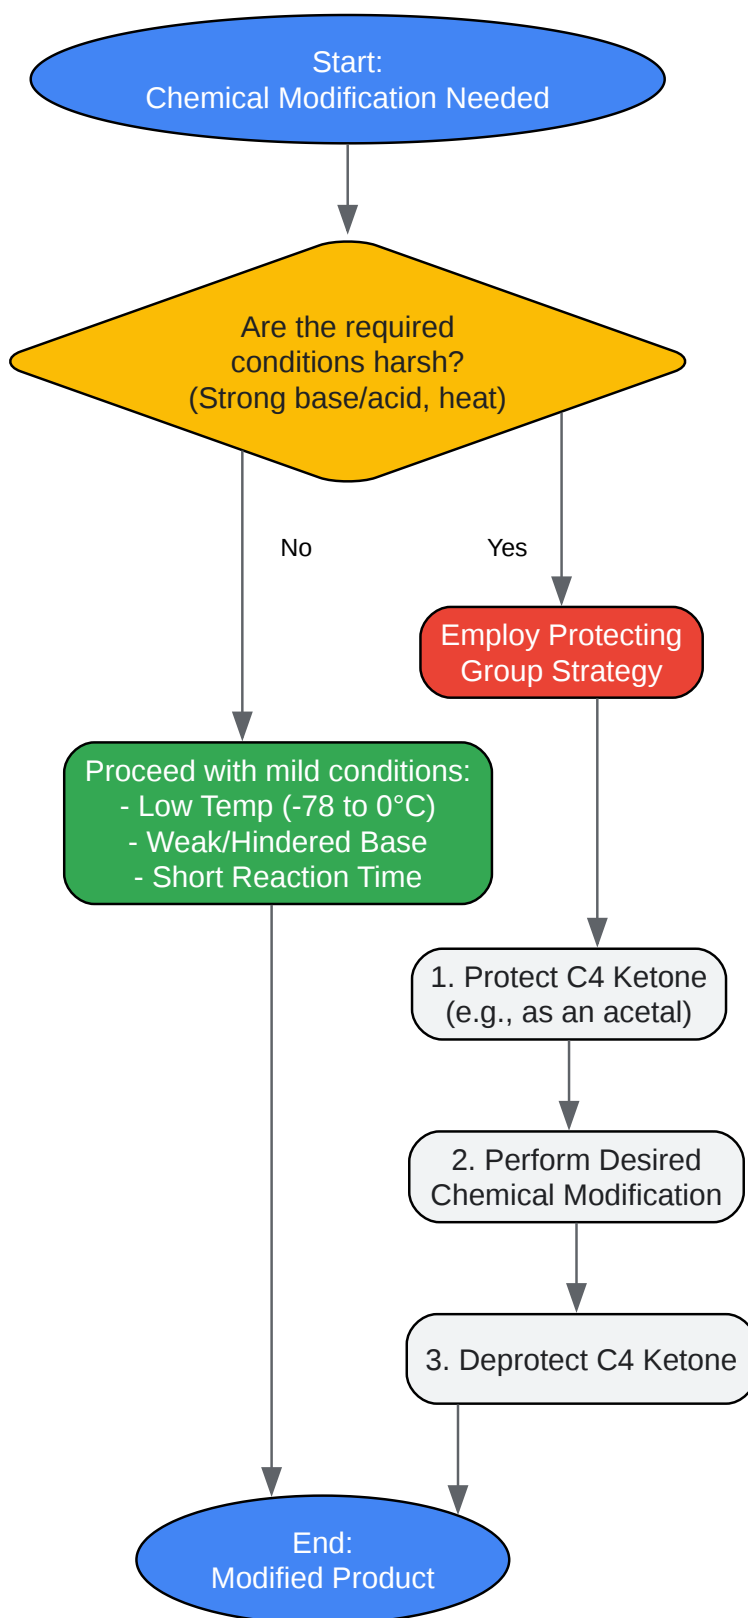 Start:
Chemical Modification Needed
Are the required
conditions harsh?
(Strong base/acid, heat)
No
Yes
Employ Protecting
Group Strategy
Proceed with mild conditions:
- Low Temp (-78 to 0°C)
- Weak/Hindered Base
- Short Reaction Time
1. Protect C4 Ketone
(e.g., as an acetal)
2. Perform Desired
Chemical Modification
3. Deprotect C4 Ketone
End:
Modified Product